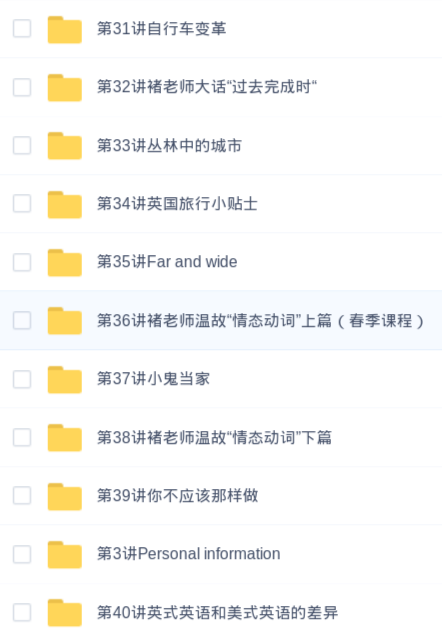 第31讲自行车变革
第32讲褚老师大话“过去完成时“
第33讲丛林中的城市
第34讲英国旅行小贴士
第35讲Far and wide
第36讲褚老师温故“情态动词”上篇（春季课程）
第37讲小鬼当家
第38讲褚老师温故“情态动词”下篇
第39讲你不应该那样做
第3讲Personal information
第40讲英式英语和美式英语的差异